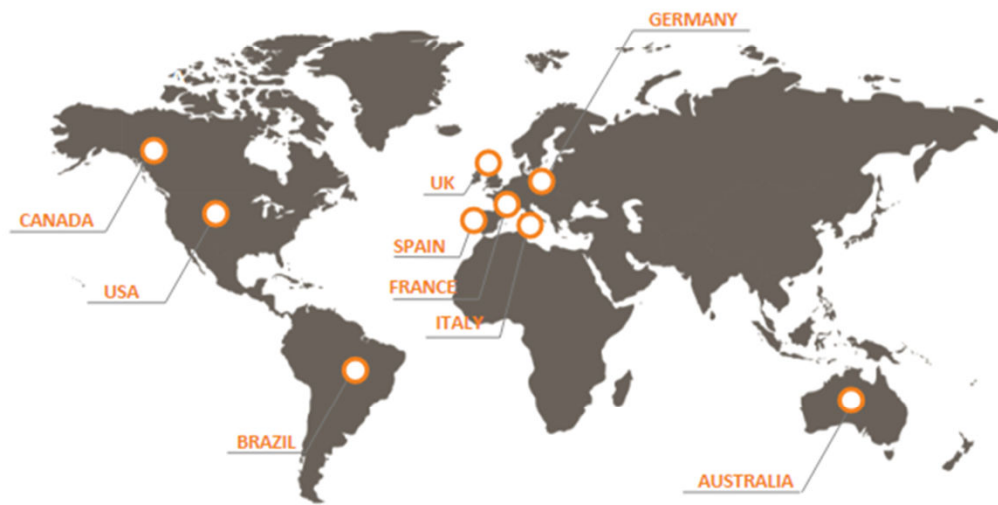 GERMANY
UK
CANADA
SPAIN
USA
FRANCE
ITALY
BRAZIL
AUSTRALIA